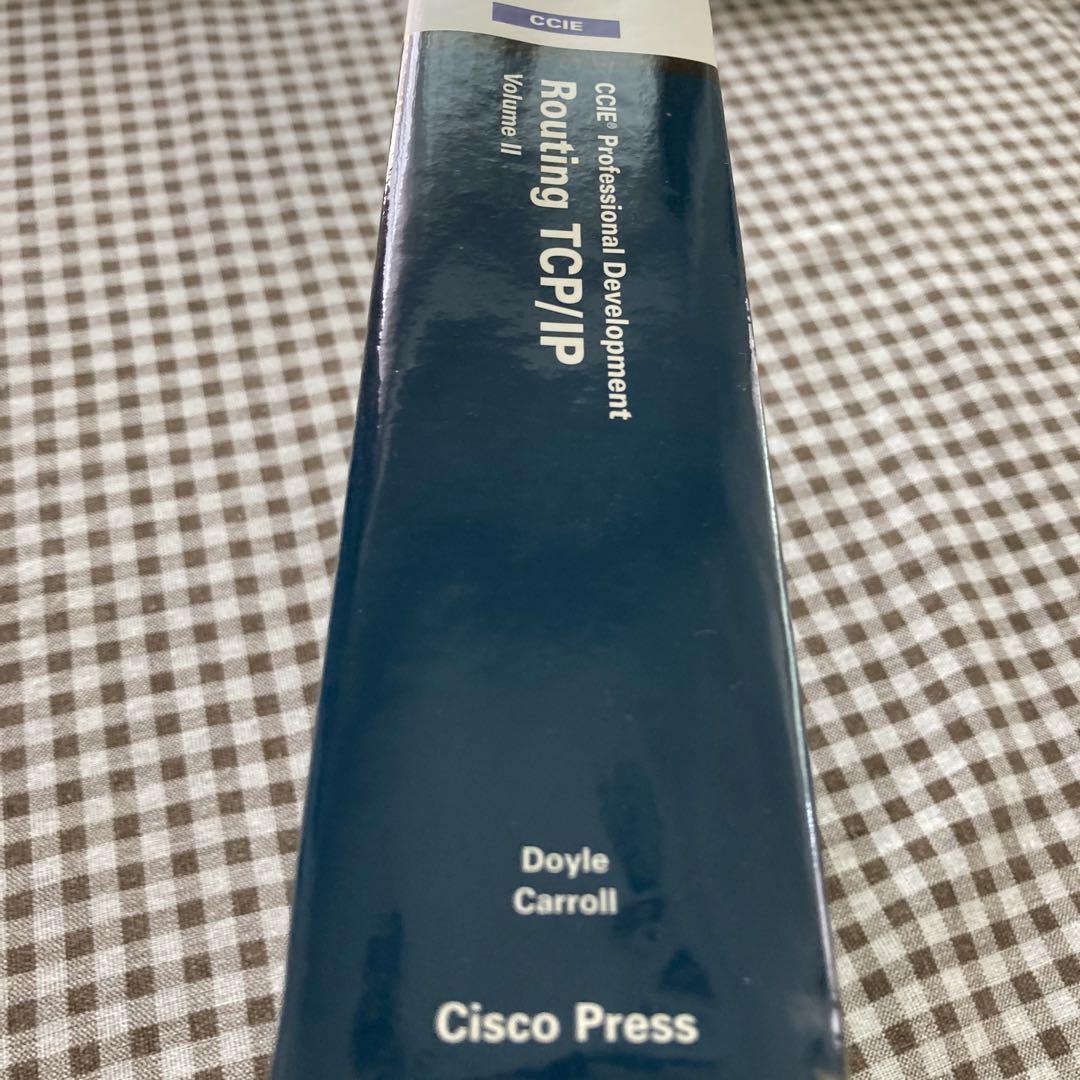 CCIE
CCIE® Professional Development
Routing TCP/IP
Volume II
Doyle
Carroll
Cisco Press